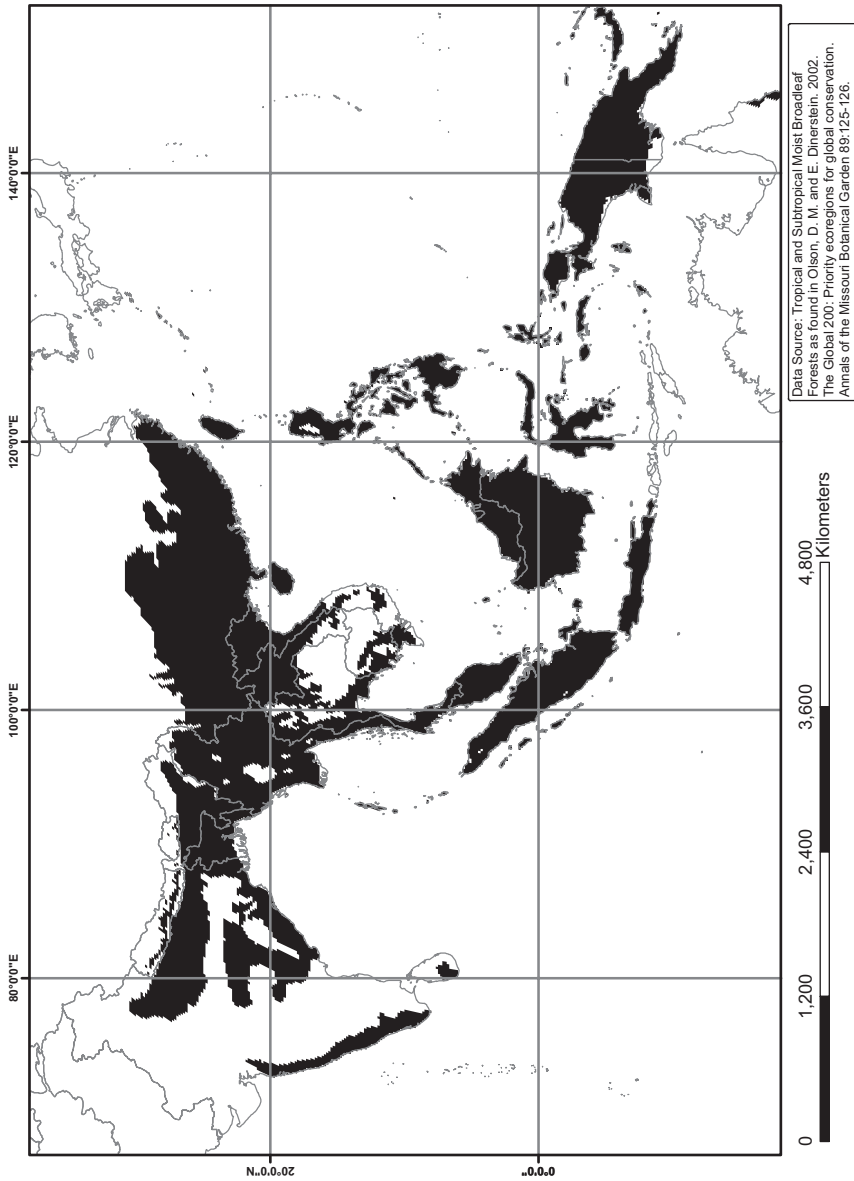 140°0'0"E
120°0'0"E
100°0'0"E
80°0'0"E
20°0'0"N
0°0'0"
0 1,200 2,400 3,600 4,800
Kilometers
Data Source: Tropical and Subtropical Moist Broadleaf
Forests as found in Olson, D. M. and E. Dinerstein. 2002.
The Global 200: Priority ecoregions for global conservation.
Annals of the Missouri Botanical Garden 89:125-126.